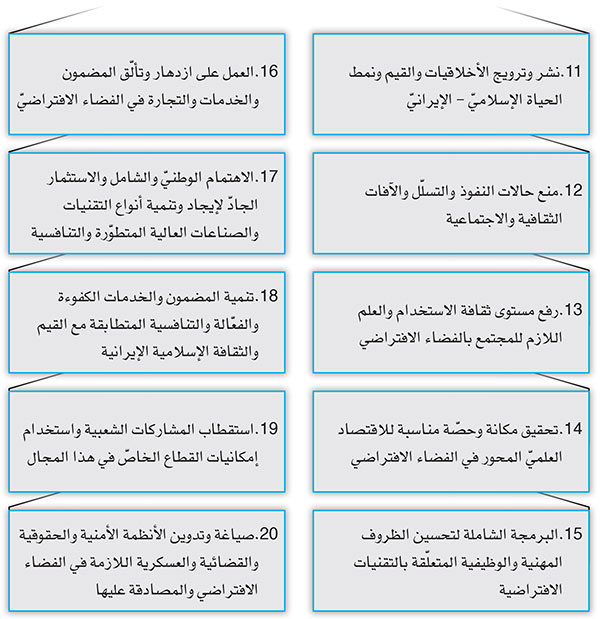 11.نشر وترويج الأخلاقيات والقيم ونمط
الحياة الإسلاميّ – الإيرانيّ
12.منع حالات النفوذ والتسلّل والآفات
الثقافية والاجتماعية
13.رفع مستوى ثقافة الاستخدام والعلم
اللازم للمجتمع بالفضاء الافتراضي
14.تحقيق مكانة وحصّة مناسبة للاقتصاد
العلميّ المحور في الفضاء الافتراضي
15.البرمجة الشاملة لتحسين الظروف
المهنية والوظيفية المتعلّقة بالتقنيات
الافتراضية
16.العمل على ازدهار وتألّق المضمون
والخدمات والتجارة في الفضاء الافتراضيّ
17.الاهتمام الوطنيّ والشامل والاستثمار
الجادّ لإيجاد وتنمية أنواع التقنيات
والصناعات العالية المتطوّرة والتنافسية
18.تنمية المضمون والخدمات الكفوءة
والفعّالة والتنافسية المتطابقة مع القيم
والثقافة الإسلامية الإيرانية
19.استقطاب المشاركات الشعبية واستخدام
إمكانيات القطاع الخاصّ في هذا المجال
20.صياغة وتدوين الأنظمة الأمنية والحقوقية
والقضائية والعسكرية اللازمة في الفضاء
الافتراضي والمصادقة عليها